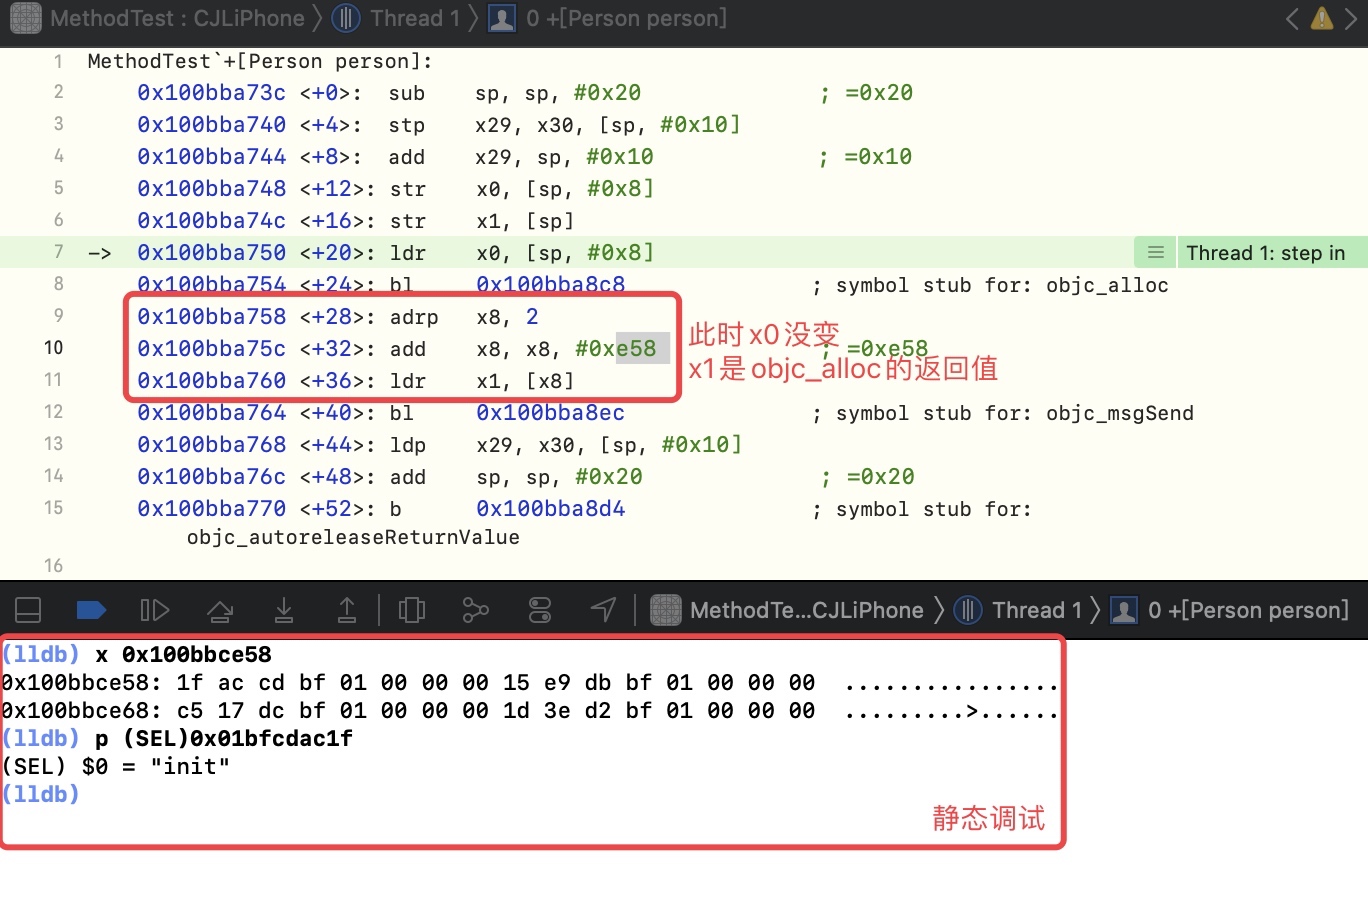 MethodTest : CJLiPhone 〉 Thread 1 〉 0 +[Person person]
1 MethodTest`+[Person person]:
2 0x100bba73c <+0>: sub sp, sp, #0x20 ; =0x20
3 0x100bba740 <+4>: stp x29, x30, [sp, #0x10]
4 0x100bba744 <+8>: add x29, sp, #0x10 ; =0x10
5 0x100bba748 <+12>: str x0, [sp, #0x8]
6 0x100bba74c <+16>: str x1, [sp]
7 -> 0x100bba750 <+20>: ldr x0, [sp, #0x8] Thread 1: step in
8 0x100bba754 <+24>: bl 0x100bba8c8 ; symbol stub for: objc_alloc
9 0x100bba758 <+28>: adrp x8, 2
此时x0没变
10 0x100bba75c <+32>: add x8, x8, #0xe58 ; =0xe58
x1是objc_alloc的返回值
11 0x100bba760 <+36>: ldr x1, [x8]
12 0x100bba764 <+40>: bl 0x100bba8ec ; symbol stub for: objc_msgSend
13 0x100bba768 <+44>: ldp x29, x30, [sp, #0x10]
14 0x100bba76c <+48>: add sp, sp, #0x20 ; =0x20
15 0x100bba770 <+52>: b 0x100bba8d4 ; symbol stub for:
objc_autoreleaseReturnValue
16
MethodTe...CJLiPhone 〉 Thread 1 〉 0 +[Person person]
(lldb) x 0x100bbce58
0x100bbce58: 1f ac cd bf 01 00 00 00 15 e9 db bf 01 00 00 00 ................
0x100bbce68: c5 17 dc bf 01 00 00 00 1d 3e d2 bf 01 00 00 00 .........>......
(lldb) p (SEL)0x01bfcdac1f
(SEL) $0 = "init"
(lldb)
静态调试